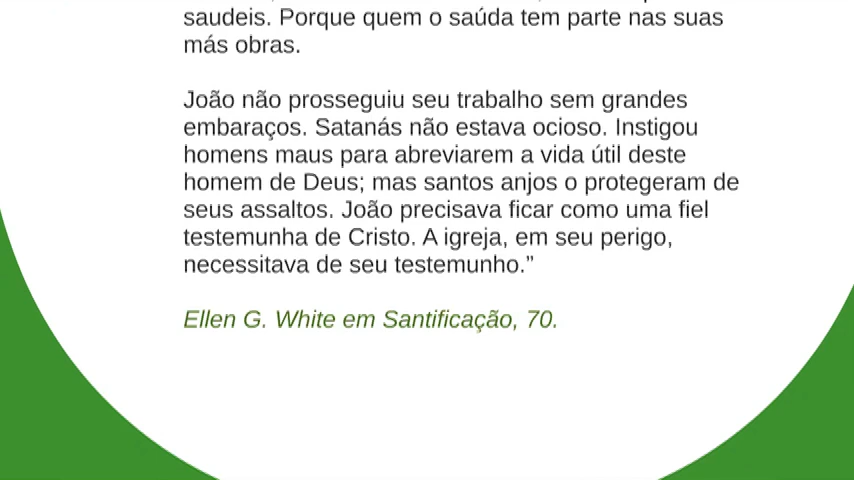 saudeis. Porque quem o saúda tem parte nas suas
más obras.
João não prosseguiu seu trabalho sem grandes
embaraços. Satanás não estava ocioso. Instigou
homens maus para abreviarem a vida útil deste
homem de Deus; mas santos anjos o protegeram de
seus assaltos. João precisava ficar como uma fiel
testemunha de Cristo. A igreja, em seu perigo,
necessitava de seu testemunho."
Ellen G. White em Santificação, 70.